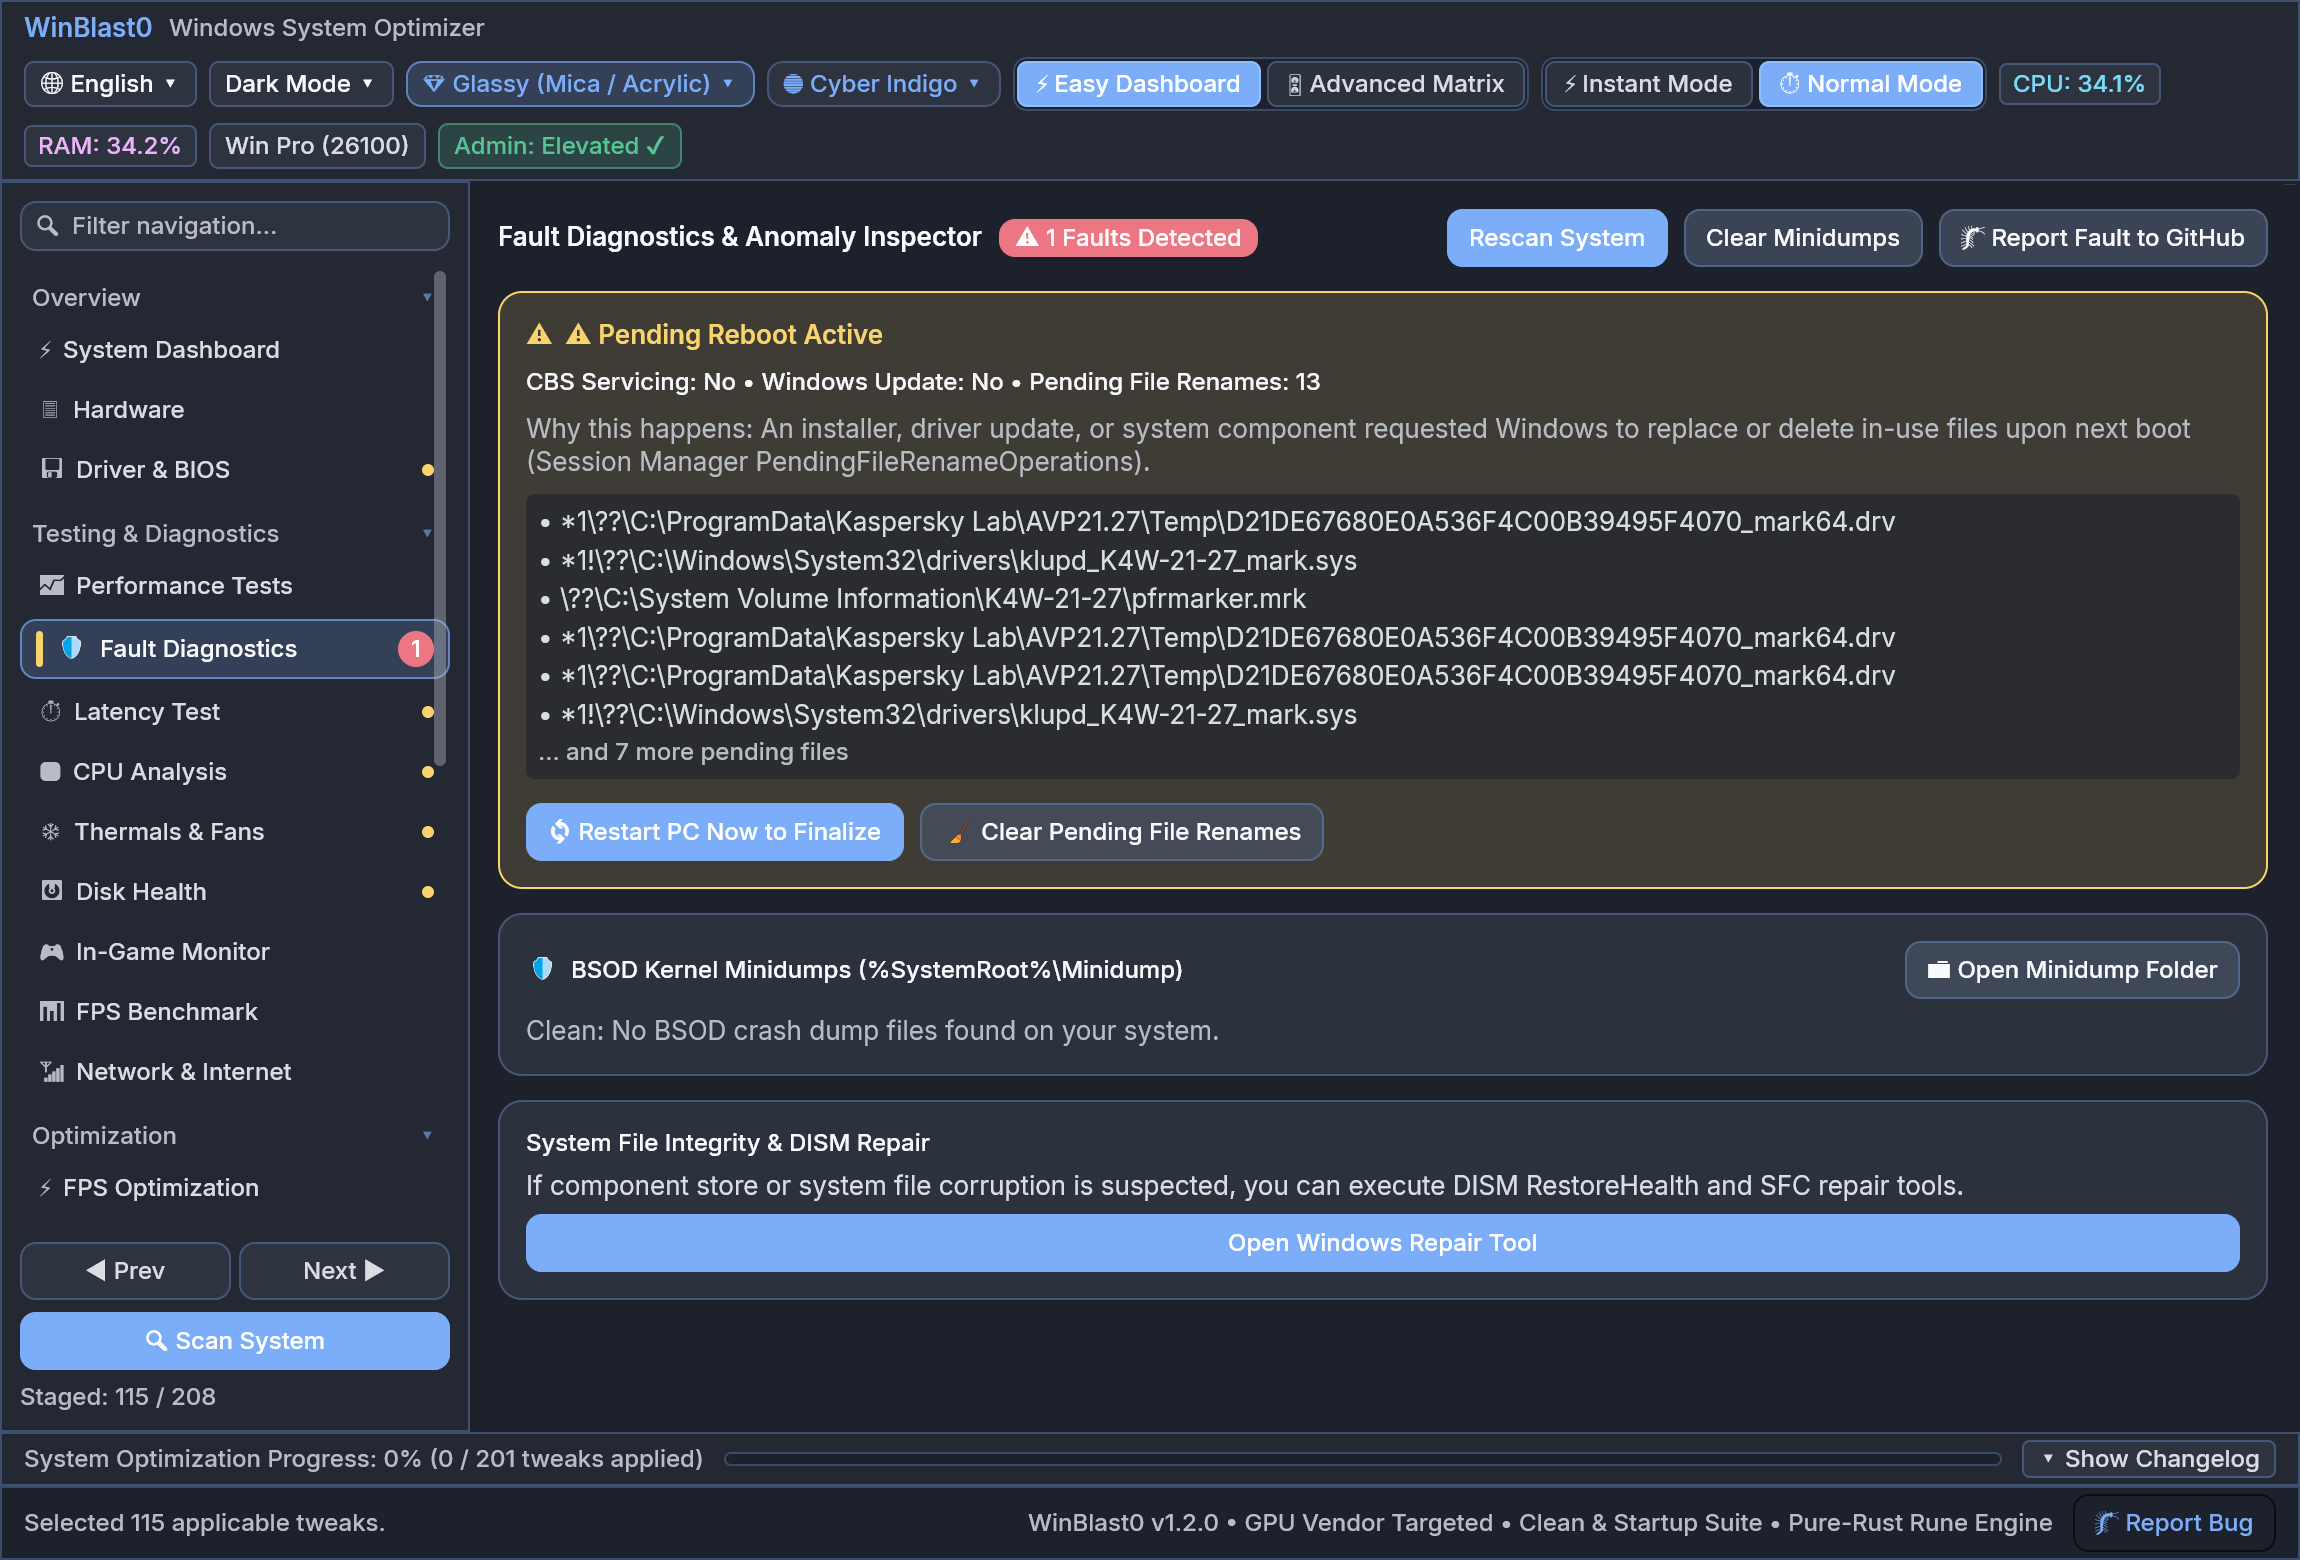 WinBlast0 Windows System Optimizer
English Dark Mode Glassy (Mica / Acrylic) Cyber Indigo Easy Dashboard Advanced Matrix Instant Mode Normal Mode CPU: 34.1%
RAM: 34.2% Win Pro (26100) Admin: Elevated ✓
Filter navigation...
Overview
System Dashboard
Hardware
Driver & BIOS
Testing & Diagnostics
Performance Tests
Fault Diagnostics 1
Latency Test
CPU Analysis
Thermals & Fans
Disk Health
In-Game Monitor
FPS Benchmark
Network & Internet
Optimization
FPS Optimization
◀ Prev Next ▶
Scan System
Staged: 115 / 208
Fault Diagnostics & Anomaly Inspector ⚠ 1 Faults Detected Rescan System Clear Minidumps Report Fault to GitHub
⚠ ⚠ Pending Reboot Active
CBS Servicing: No • Windows Update: No • Pending File Renames: 13
Why this happens: An installer, driver update, or system component requested Windows to replace or delete in-use files upon next boot
(Session Manager PendingFileRenameOperations).
• *1\??\C:\ProgramData\Kaspersky Lab\AVP21.27\Temp\D21DE67680E0A536F4C00B39495F4070_mark64.drv
• *1!\??\C:\Windows\System32\drivers\klupd_K4W-21-27_mark.sys
• \??\C:\System Volume Information\K4W-21-27\pfrmarker.mrk
• *1\??\C:\ProgramData\Kaspersky Lab\AVP21.27\Temp\D21DE67680E0A536F4C00B39495F4070_mark64.drv
• *1\??\C:\ProgramData\Kaspersky Lab\AVP21.27\Temp\D21DE67680E0A536F4C00B39495F4070_mark64.drv
• *1!\??\C:\Windows\System32\drivers\klupd_K4W-21-27_mark.sys
... and 7 more pending files
Restart PC Now to Finalize Clear Pending File Renames
BSOD Kernel Minidumps (%SystemRoot%\Minidump) Open Minidump Folder
Clean: No BSOD crash dump files found on your system.
System File Integrity & DISM Repair
If component store or system file corruption is suspected, you can execute DISM RestoreHealth and SFC repair tools.
Open Windows Repair Tool
System Optimization Progress: 0% (0 / 201 tweaks applied) Show Changelog
Selected 115 applicable tweaks. WinBlast0 v1.2.0 • GPU Vendor Targeted • Clean & Startup Suite • Pure-Rust Rune Engine Report Bug